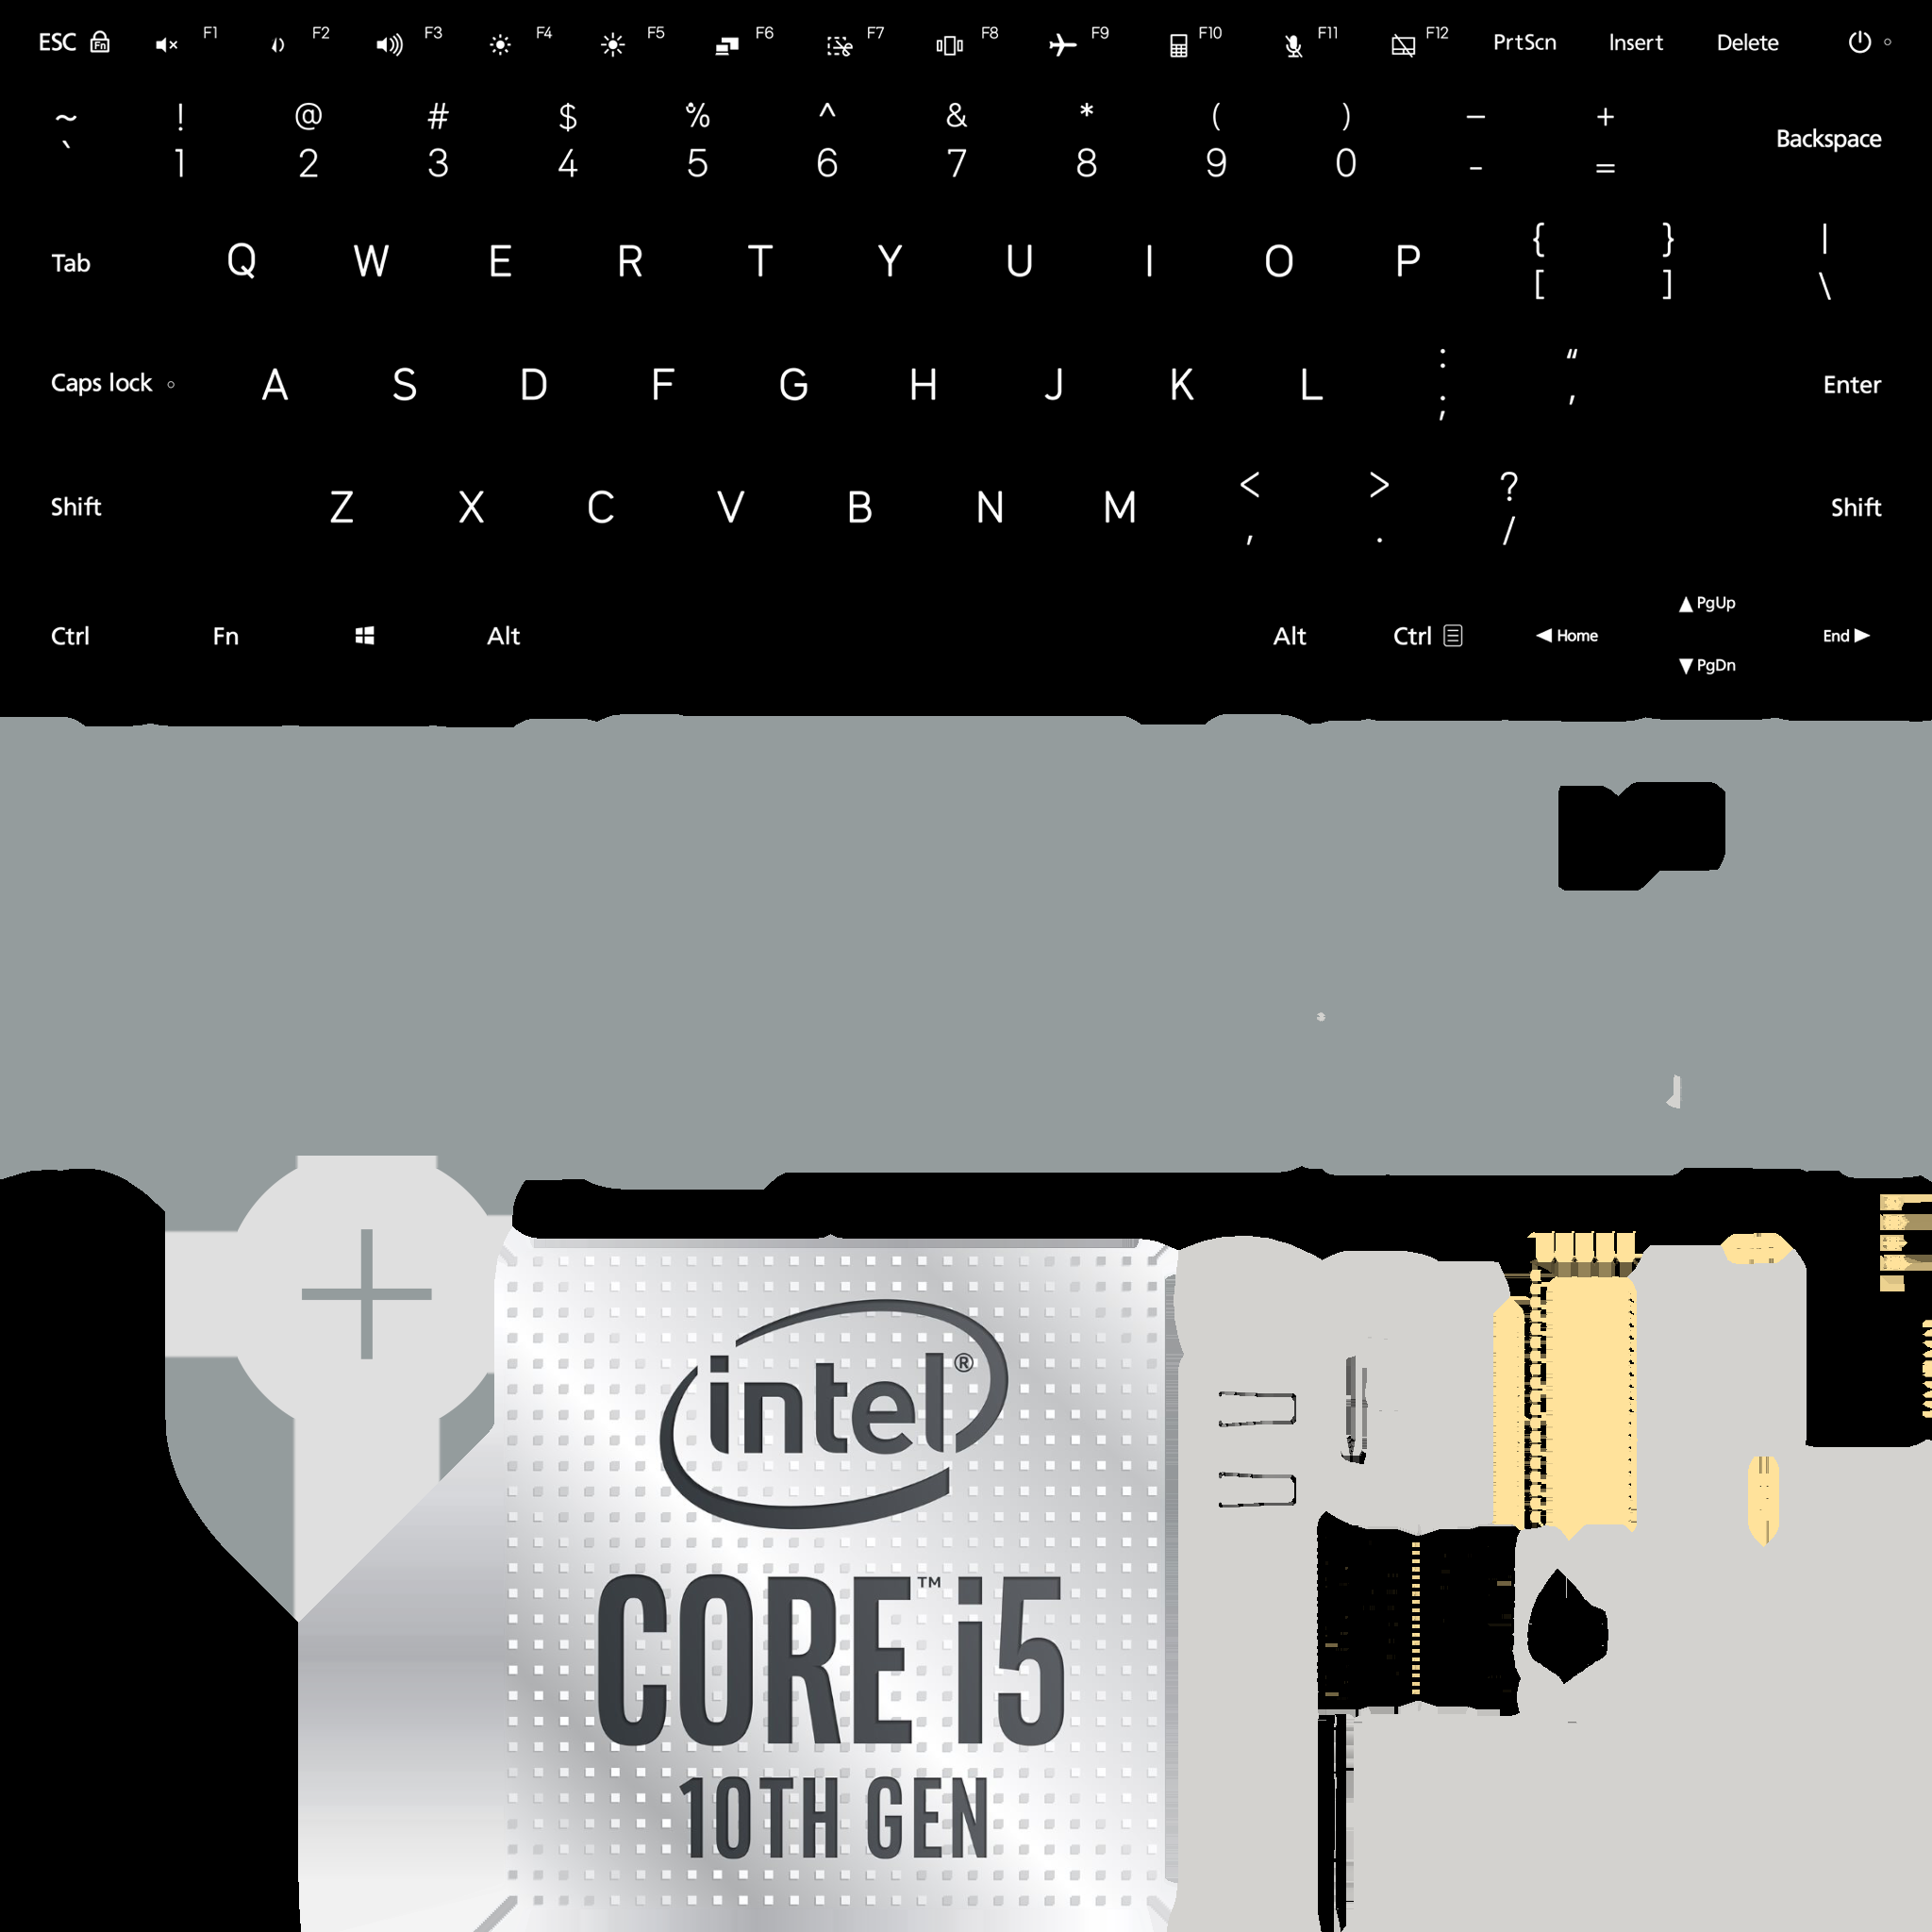 ESC Fn F1 F2 F3 F4 F5 F6 F7 F8 F9 F10 F11 F12 PrtScn Insert Delete
~ ! @ # $ % ^ & * ( ) — +
` 1 2 3 4 5 6 7 8 9 0 - = Backspace
Tab Q W E R T Y U I O P { } |
[ ] \
Caps lock A S D F G H J K L : “ Enter
; ,
Shift Z X C V B N M < > ? Shift
, . /
▲ PgUp
Ctrl Fn Alt Alt Ctrl ◀ Home End ▶
▼ PgDn
intel®
CORE™ i5
10TH GEN